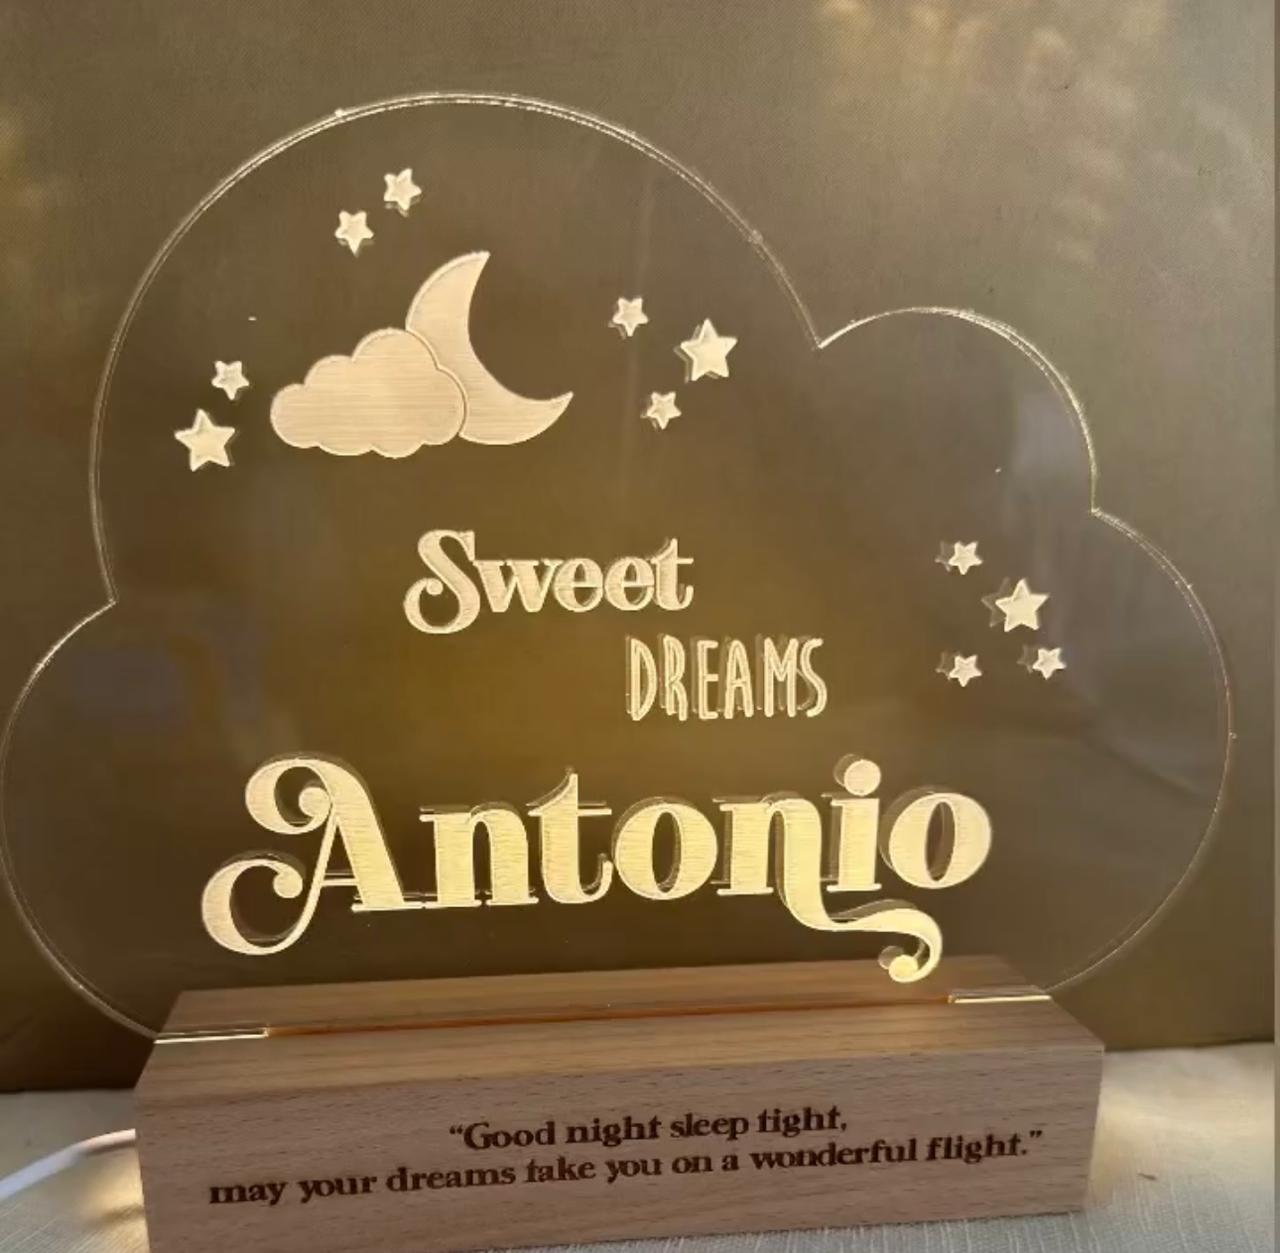 Sweet
DREAMS
Antonio
“Good night sleep tight,
may your dreams take you on a wonderful flight.”